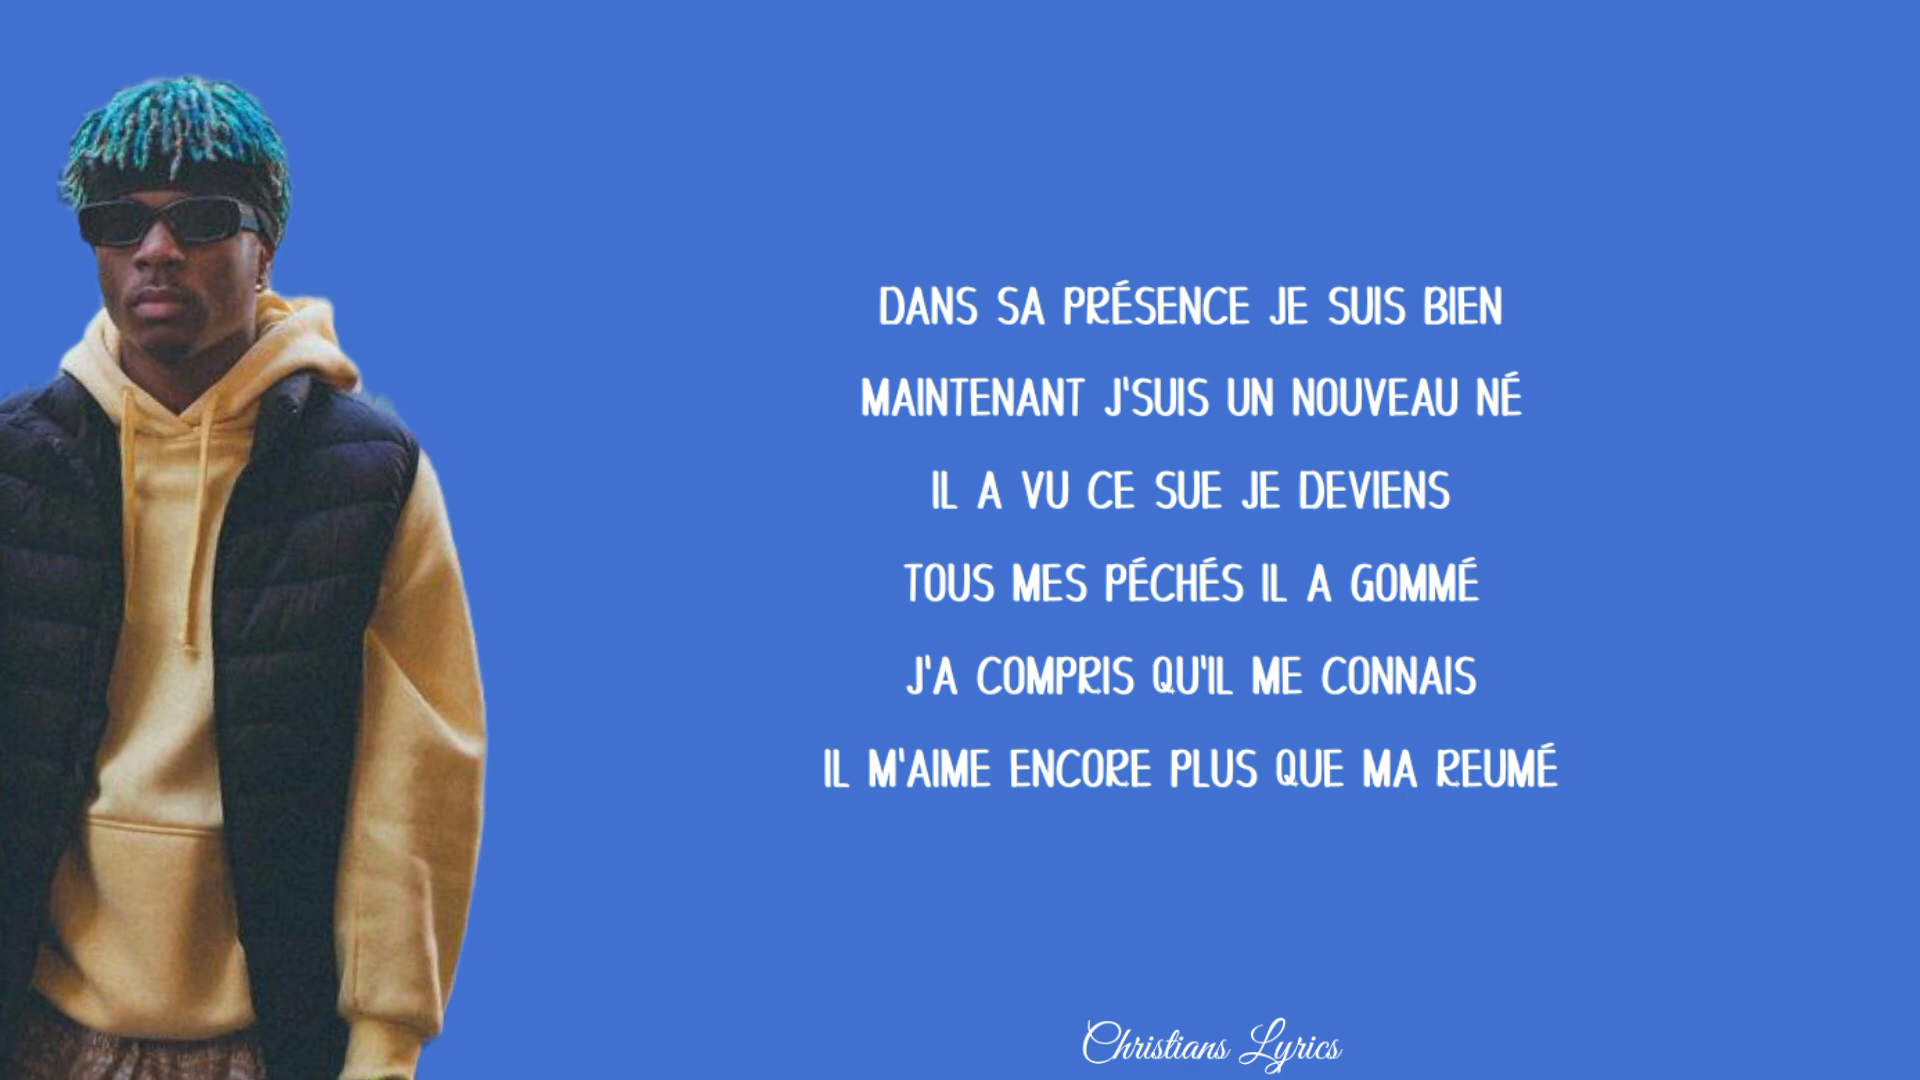 DANS SA PRÉSENCE JE SUIS BIEN
MAINTENANT J'SUIS UN NOUVEAU NÉ
IL A VU CE SUE JE DEVIENS
TOUS MES PÉCHÉS IL A GOMMÉ
J'A COMPRIS QU'IL ME CONNAIS
IL M'AIME ENCORE PLUS QUE MA REUMÉ
Christians Lyrics